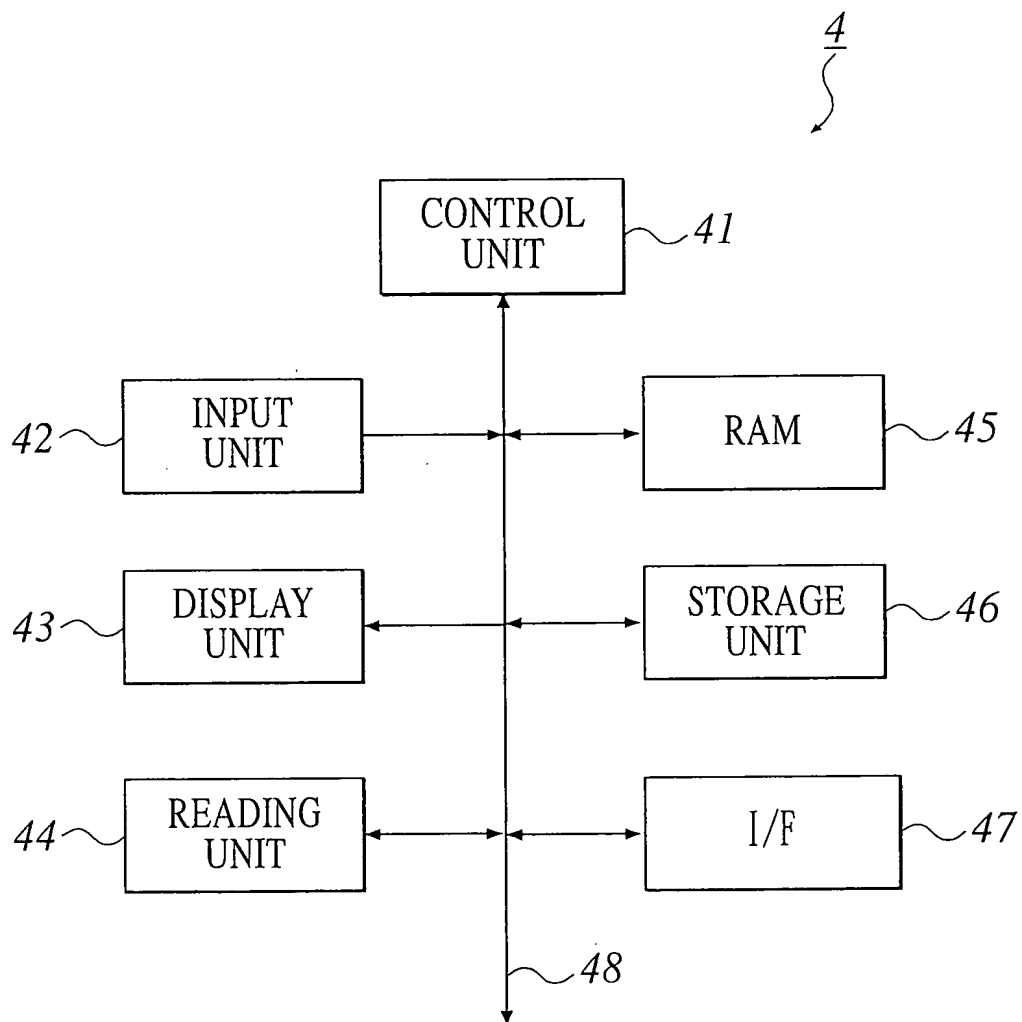 4
CONTROL
UNIT
41
INPUT
UNIT
42
RAM
45
DISPLAY
UNIT
43
STORAGE
UNIT
46
READING
UNIT
44
I/F
47
48